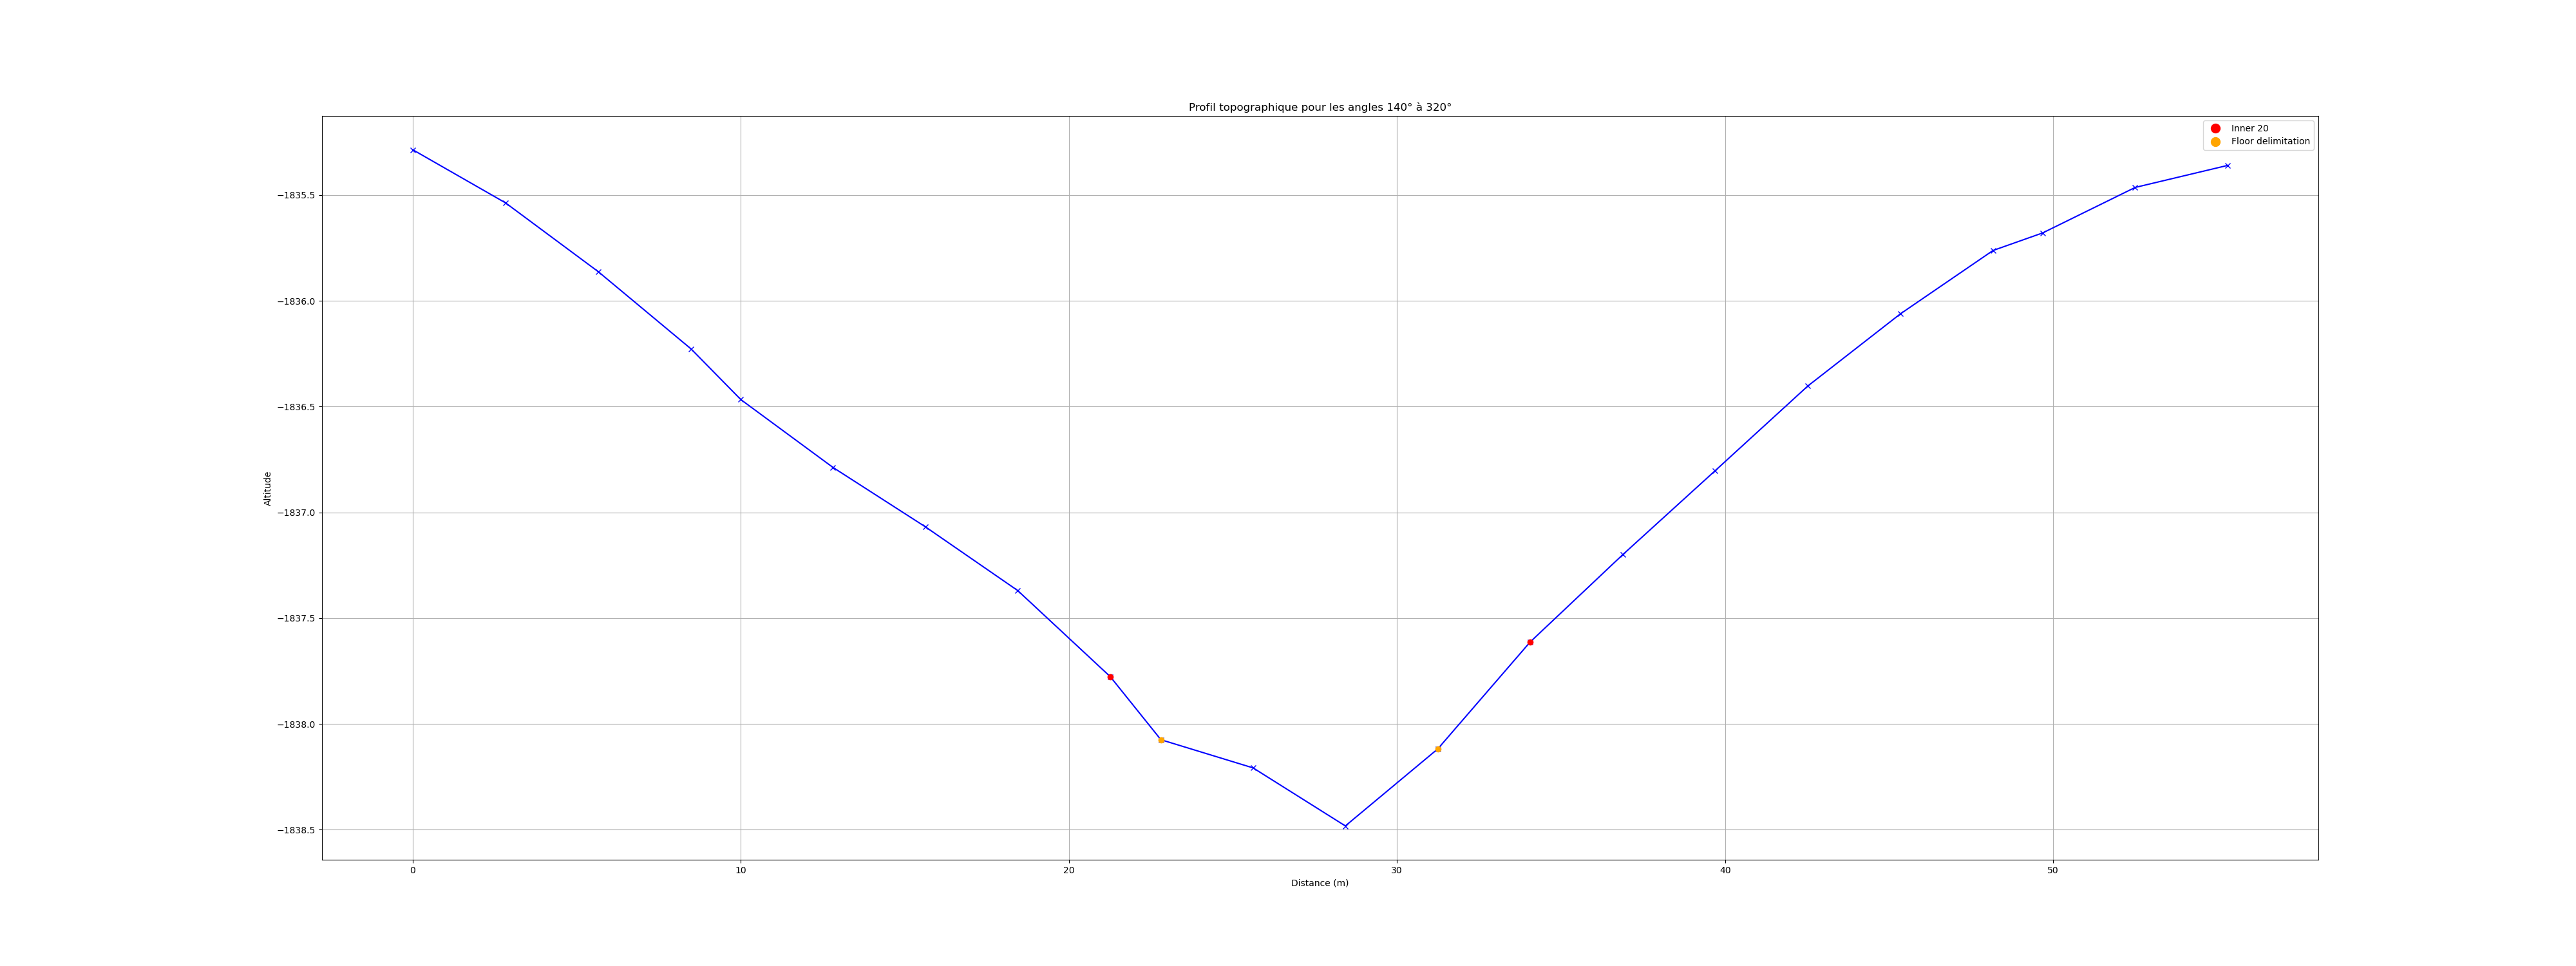 Profil topographique pour les angles 140° à 320°
Inner 20
Floor delimitation
−1835.5
−1836.0
−1836.5
−1837.0
−1837.5
−1838.0
−1838.5
Altitude
0 10 20 30 40 50
Distance (m)